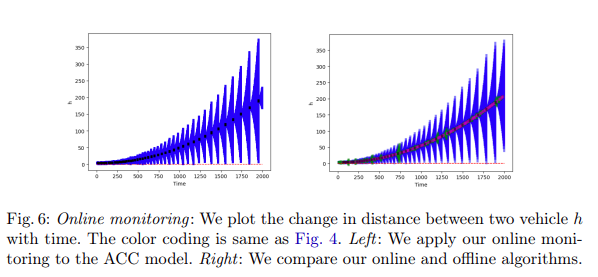 350
300
250
200
150
100
50
0
h
0 250 500 750 1000 1250 1500 1750 2000
Time
350
300
250
200
150
100
50
0
h
0 250 500 750 1000 1250 1500 1750 2000
Time
Fig. 6: Online monitoring: We plot the change in distance between two vehicle h
with time. The color coding is same as Fig. 4. Left: We apply our online moni-
toring to the ACC model. Right: We compare our online and offline algorithms.